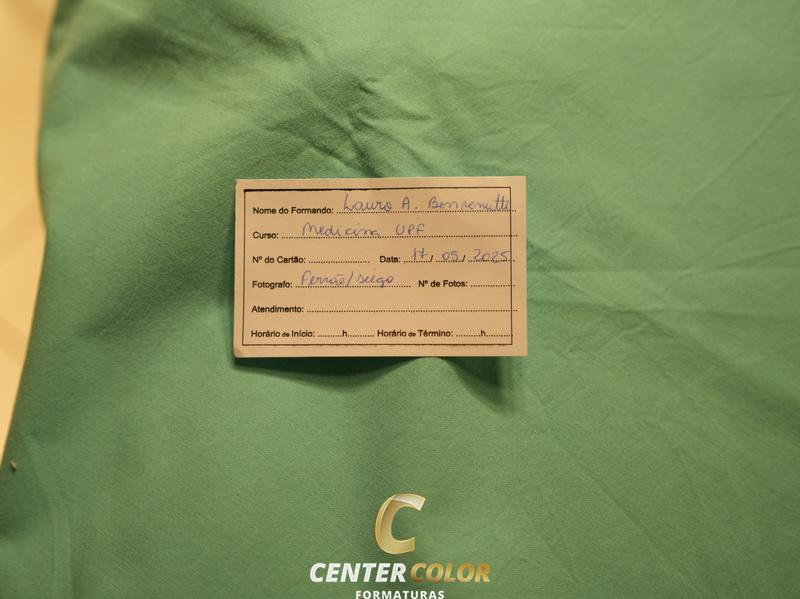 Nome do Formando: Lauro A. Benvenutti
Curso: Medicina UPF
Nº do Cartão: Data: 17/05/2025
Fotografo: Ferrão/Diego Nº de Fotos:
Atendimento:
Horário de Início: h Horário de Término: h
C
CENTER COLOR
FORMATURAS